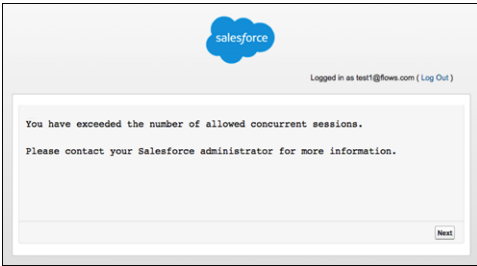 salesforce
Logged in as test1@flows.com ( Log Out )
You have exceeded the number of allowed concurrent sessions.
Please contact your Salesforce administrator for more information.
Next